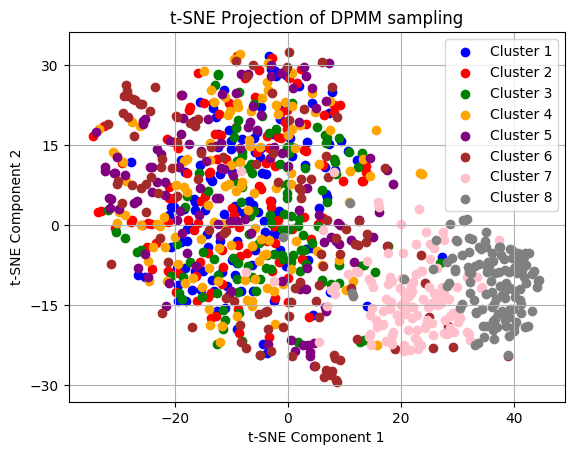 t-SNE Projection of DPMM sampling
Cluster 1
Cluster 2
Cluster 3
Cluster 4
Cluster 5
Cluster 6
Cluster 7
Cluster 8
t-SNE Component 2
30
15
0
−15
−30
−20 0 20 40
t-SNE Component 1